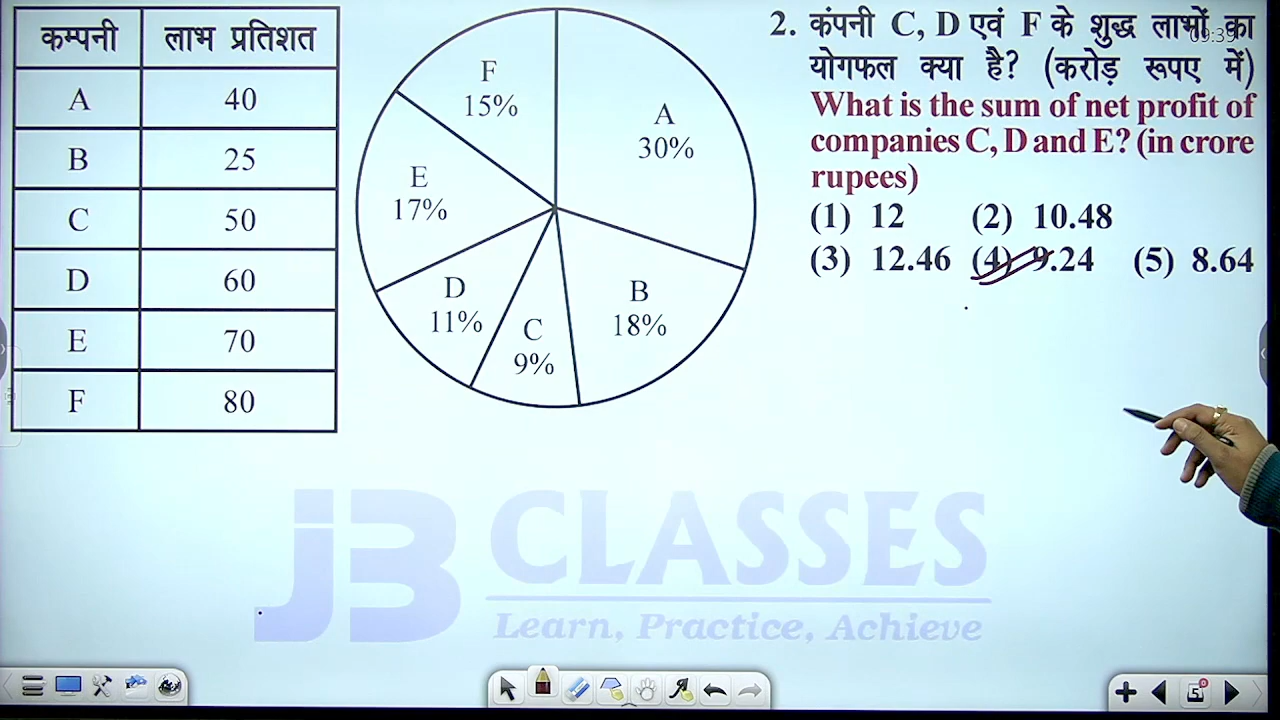 कम्पनी लाभ प्रतिशत
A 40
B 25
C 50
D 60
E 70
F 80
F
15%
A
30%
E
17%
B
18%
D
11%
C
9%
2. कंपनी C, D एवं F के शुद्ध लाभों का
योगफल क्या है? (करोड़ रूपए में)
What is the sum of net profit of
companies C, D and E? (in crore
rupees)
(1) 12 (2) 10.48
(3) 12.46 (4) 9.24 (5) 8.64
JB CLASSES
Learn, Practice, Achieve